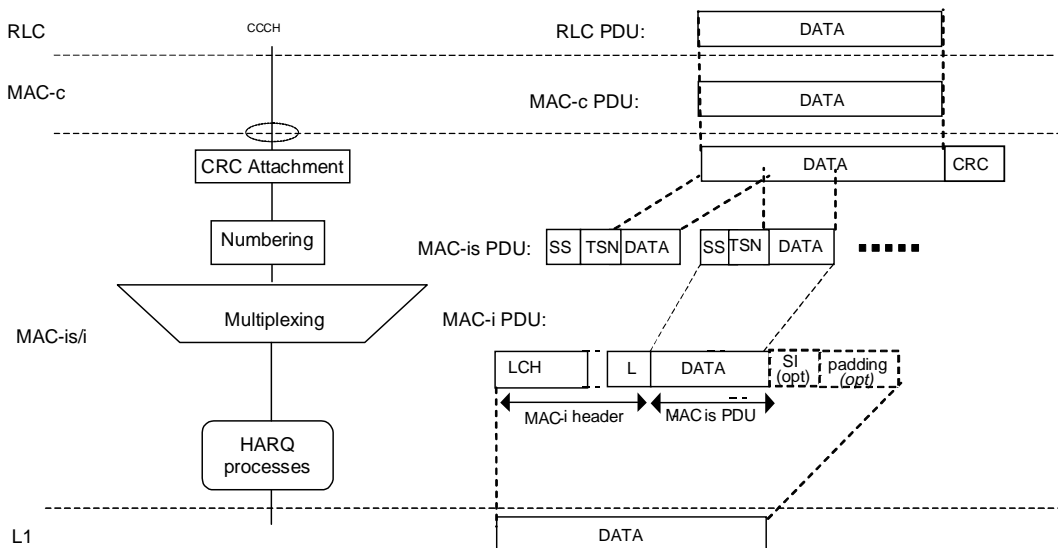 RLC
CCCH
RLC PDU:
DATA
MAC-c
MAC-c PDU:
DATA
CRC Attachment
DATA
CRC
Numbering
MAC-is PDU:
SS
TSN
DATA
SS
TSN
DATA
MAC-is/i
Multiplexing
MAC-i PDU:
LCH
L
DATA
SI
(opt)
padding
(opt)
MAC-i header
MAC-is PDU
HARQ
processes
L1
DATA